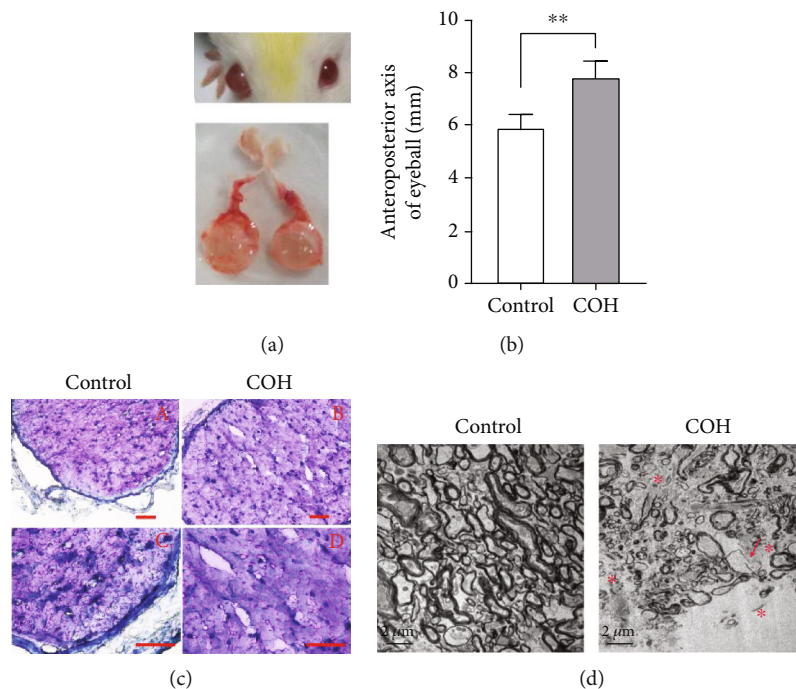 **
10
8
6
4
2
0
Anteroposterior axis
of eyeball (mm)
Control
COH
(a)
(b)
Control
COH
A
B
C
D
(c)
Control
COH
*
*
*
*
2 μm
2 μm
(d)